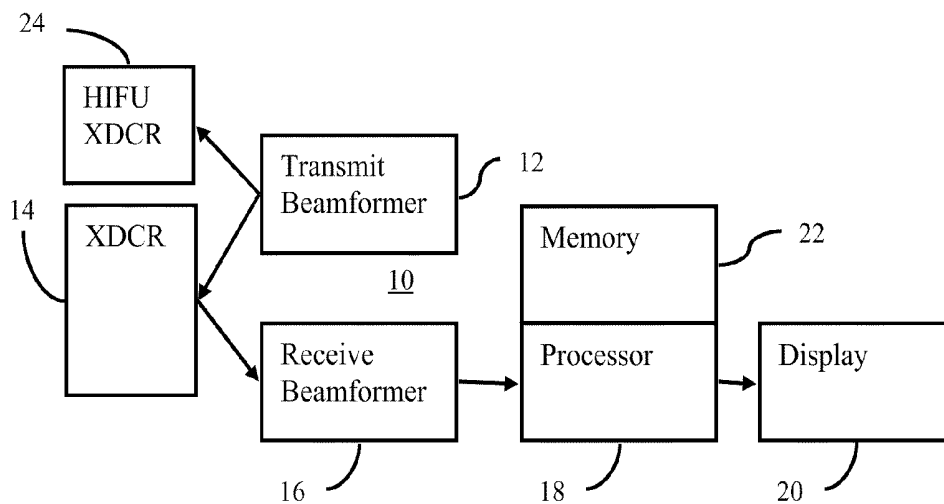 24
HIFU
XDCR
Transmit
Beamformer
12
14
XDCR
Memory
22
10
Receive
Beamformer
Processor
Display
16
18
20